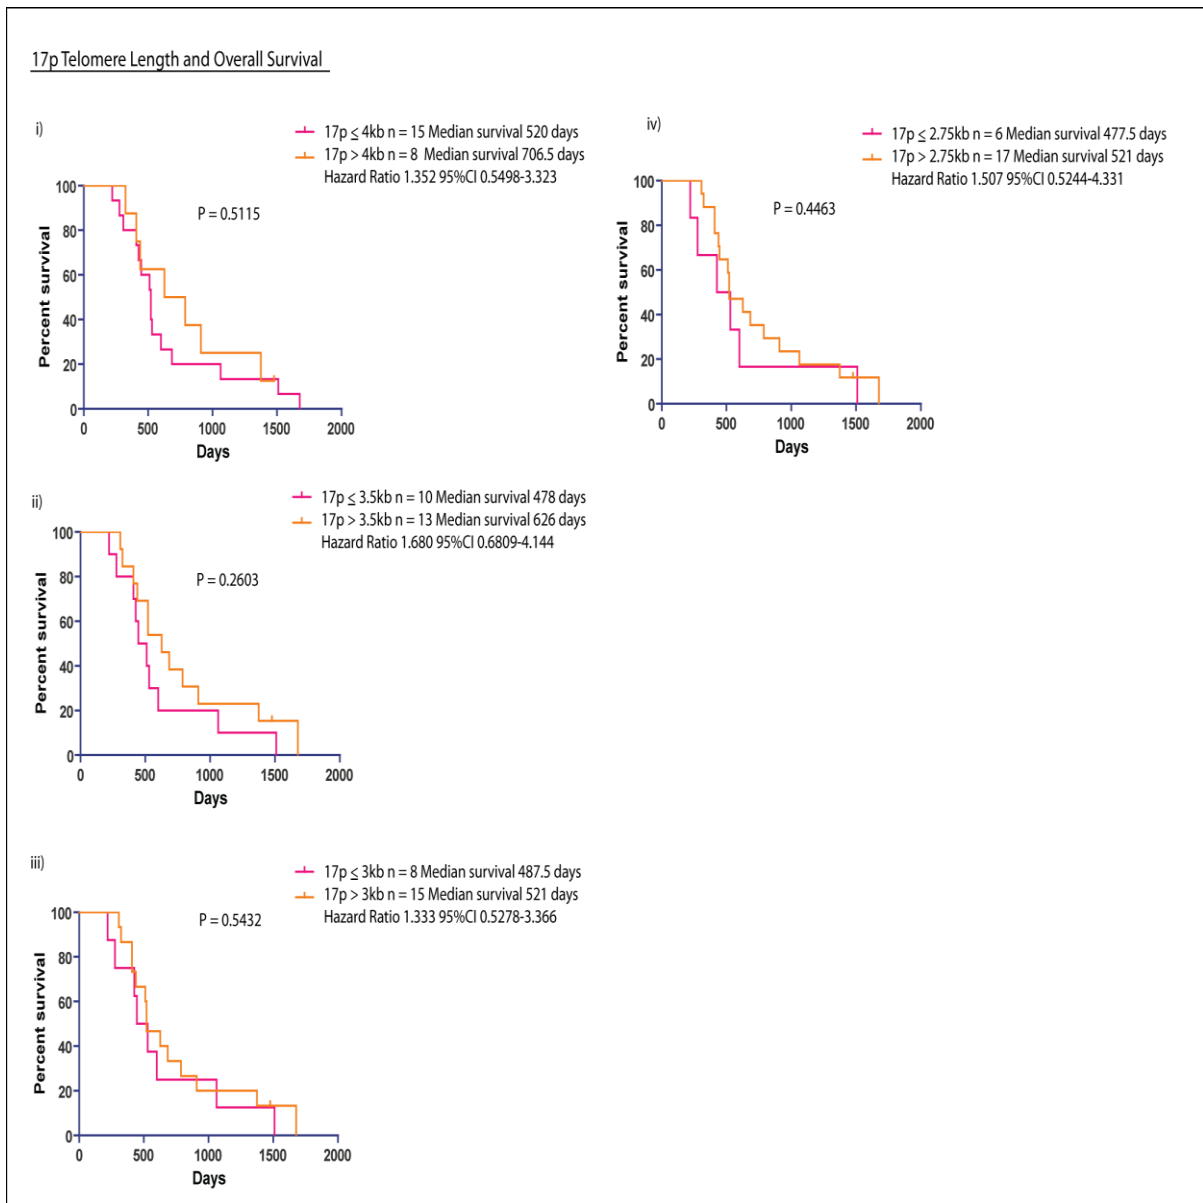 17p Telomere Length and Overall Survival
i)
17p ≤ 4kb n = 15 Median survival 520 days
17p > 4kb n = 8 Median survival 706.5 days
Hazard Ratio 1.352 95%CI 0.5498-3.323
P = 0.5115
Percent survival
100
80
60
40
20
0
0 500 1000 1500 2000
Days
iv)
17p ≤ 2.75kb n = 6 Median survival 477.5 days
17p > 2.75kb n = 17 Median survival 521 days
Hazard Ratio 1.507 95%CI 0.5244-4.331
P = 0.4463
Percent survival
100
80
60
40
20
0
0 500 1000 1500 2000
Days
ii)
17p ≤ 3.5kb n = 10 Median survival 478 days
17p > 3.5kb n = 13 Median survival 626 days
Hazard Ratio 1.680 95%CI 0.6809-4.144
P = 0.2603
Percent survival
100
80
60
40
20
0
0 500 1000 1500 2000
Days
iii)
17p ≤ 3kb n = 8 Median survival 487.5 days
17p > 3kb n = 15 Median survival 521 days
Hazard Ratio 1.333 95%CI 0.5278-3.366
P = 0.5432
Percent survival
100
80
60
40
20
0
0 500 1000 1500 2000
Days